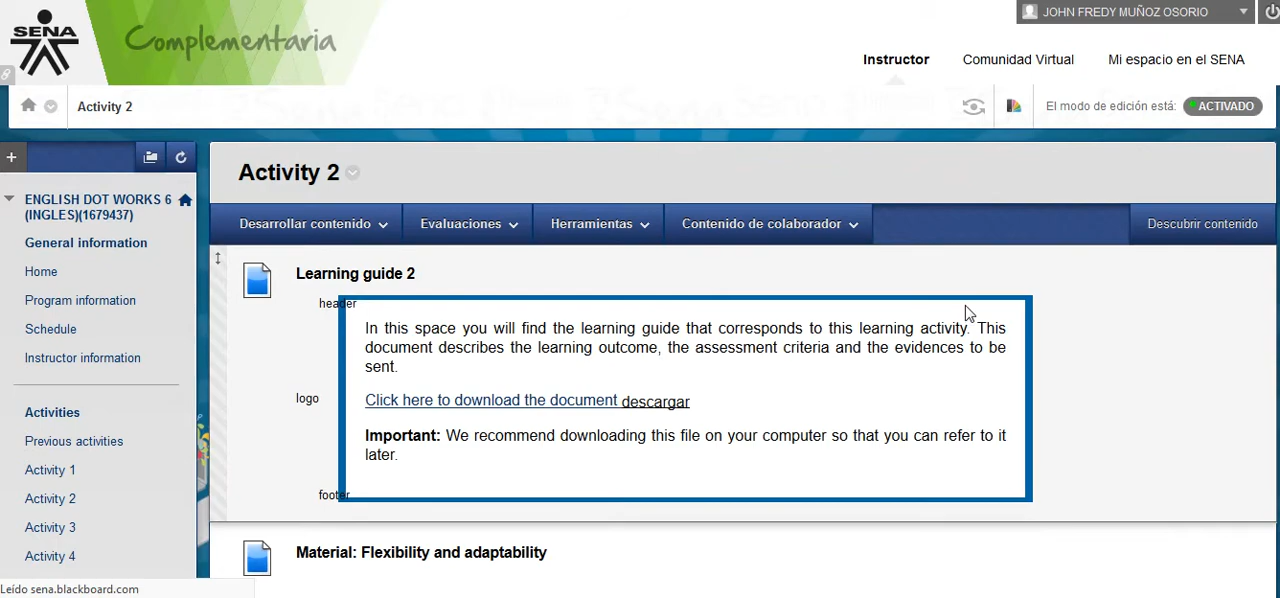 SENA
Complementaria
JOHN FREDY MUÑOZ OSORIO
Instructor
Comunidad Virtual
Mi espacio en el SENA
Activity 2
El modo de edición está:
ACTIVADO
ENGLISH DOT WORKS 6
(INGLES)(1679437)
General information
Home
Program information
Schedule
Instructor information
Activities
Previous activities
Activity 1
Activity 2
Activity 3
Activity 4
Activity 2
Desarrollar contenido
Evaluaciones
Herramientas
Contenido de colaborador
Descubrir contenido
Learning guide 2
header
In this space you will find the learning guide that corresponds to this learning activity. This
document describes the learning outcome, the assessment criteria and the evidences to be
sent.
logo
Click here to download the document descargar
Important: We recommend downloading this file on your computer so that you can refer to it
later.
footer
Material: Flexibility and adaptability
Leído sena.blackboard.com